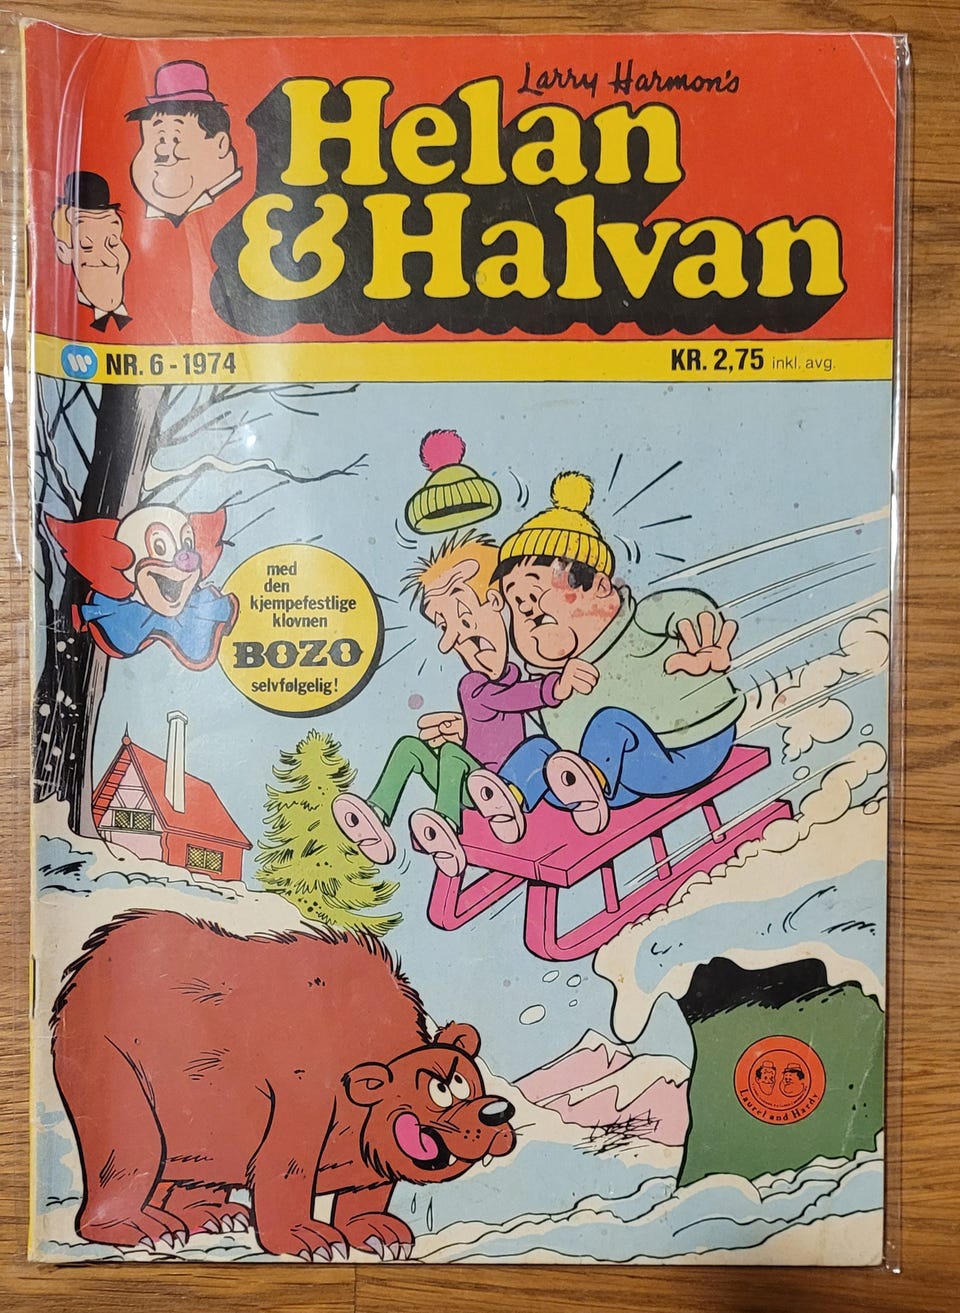 Larry Harmon's
Helan
& Halvan
NR. 6 - 1974
KR. 2,75 inkl. avg.
med
den
kjempefestlige
klovnen
BOZO
selvfølgelig!
Laurel and Hardy